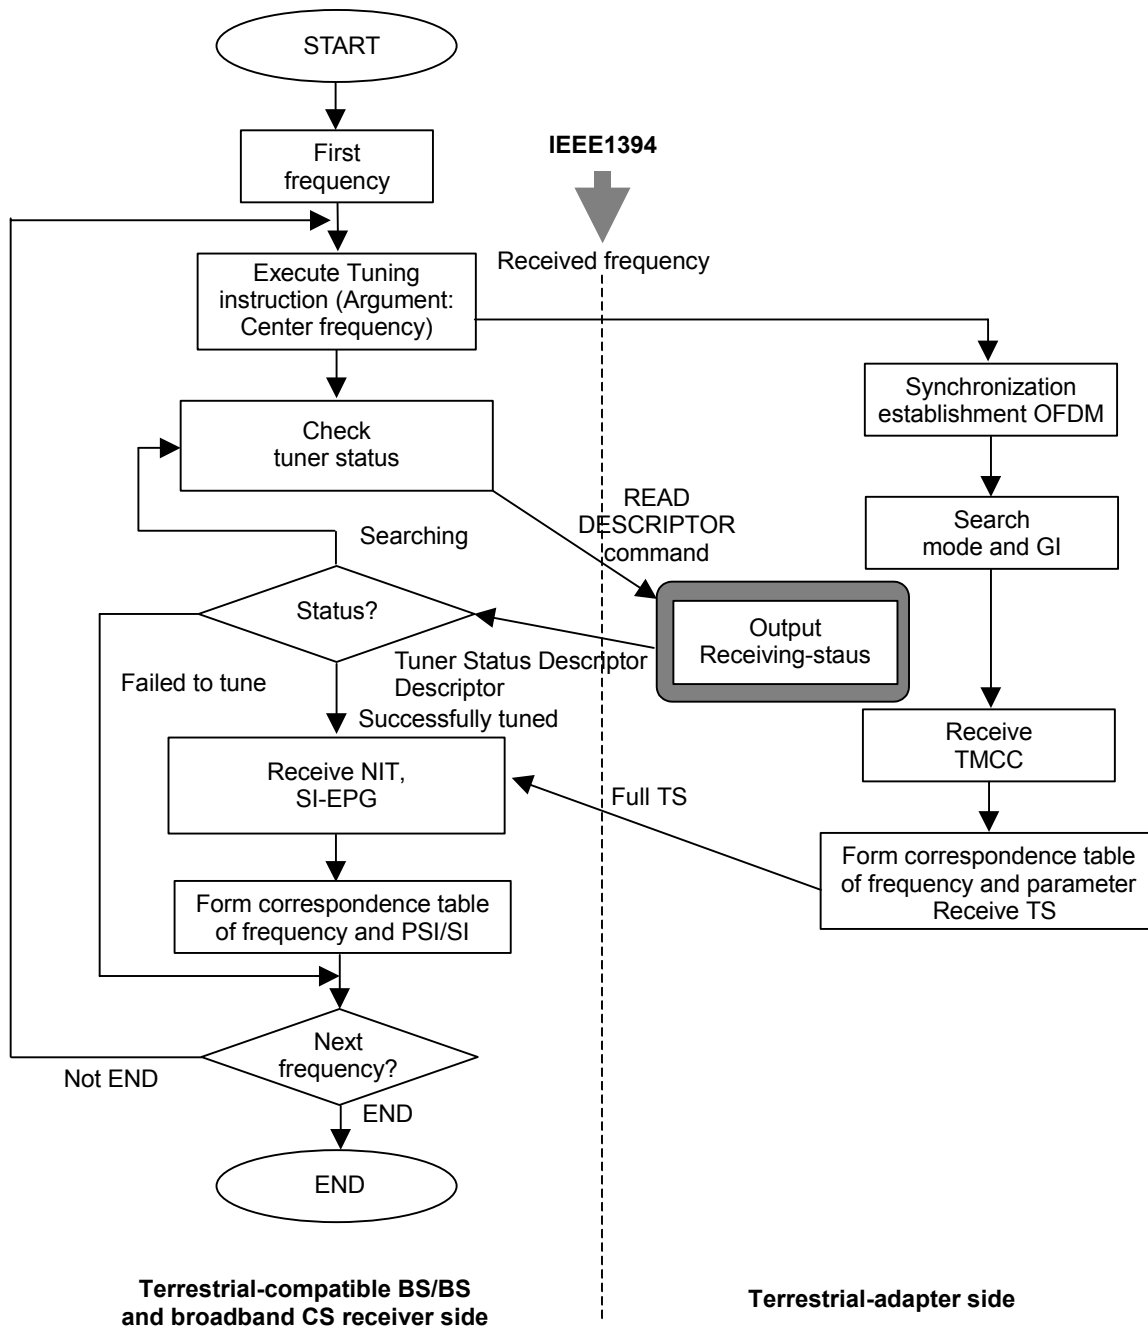 START
First
frequency
IEEE1394
Received frequency
Execute Tuning
instruction (Argument:
Center frequency)
Synchronization
establishment OFDM
Check
tuner status
READ
DESCRIPTOR
command
Search
mode and GI
Searching
Status?
Output
Receiving-staus
Tuner Status Descriptor
Descriptor
Failed to tune
Successfully tuned
Receive
TMCC
Receive NIT,
SI-EPG
Full TS
Form correspondence table
of frequency and parameter
Receive TS
Form correspondence table
of frequency and PSI/SI
Next
frequency?
Not END
END
END
Terrestrial-compatible BS/BS
and broadband CS receiver side
Terrestrial-adapter side